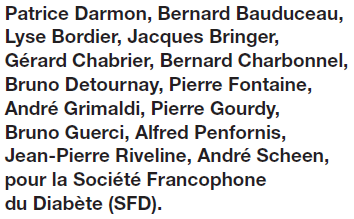 Patrice Darmon, Bernard Bauduceau,
Lyse Bordier, Jacques Bringer,
Gérard Chabrier, Bernard Charbonnel,
Bruno Detournay, Pierre Fontaine,
André Grimaldi, Pierre Gourdy,
Bruno Guerci, Alfred Penfornis,
Jean-Pierre Riveline, André Scheen,
pour la Société Francophone
du Diabète (SFD).